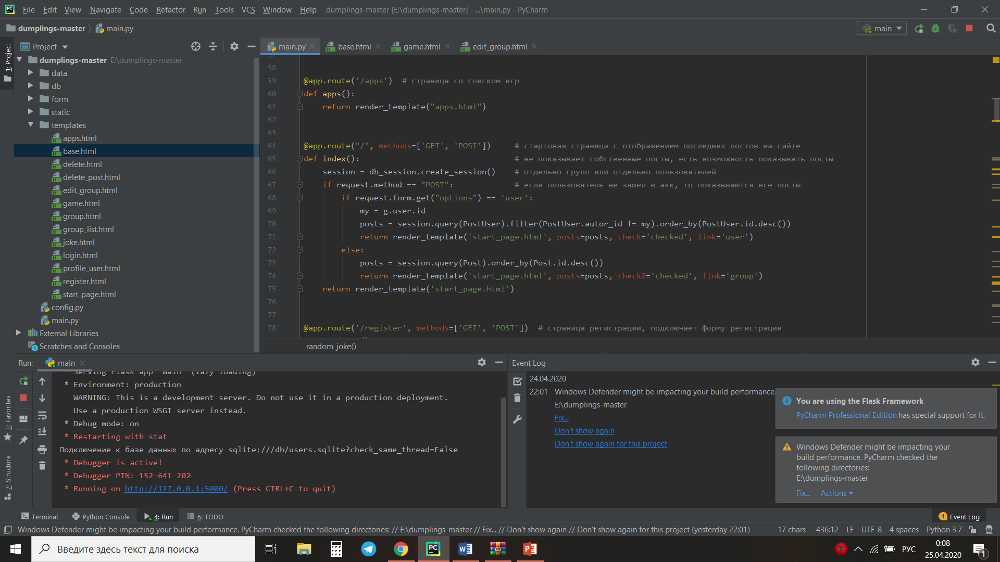 File Edit View Navigate Code Refactor Run Tools VCS Window Help dumplings-master [E:\dumplings-master] - ...\main.py - PyCharm
dumplings-master main.py
main
1: Project
Project
main.py base.html game.html edit_group.html
dumplings-master E:\dumplings-master
data
db
form
static
templates
apps.html
base.html
delete.html
delete_post.html
edit_group.html
game.html
group.html
group_list.html
joke.html
login.html
profile_user.html
register.html
start_page.html
config.py
main.py
External Libraries
Scratches and Consoles
57
58
59 @app.route('/apps')  # страница со списком игр
60 def apps():
61     return render_template("apps.html")
62
63
64 @app.route("/", methods=['GET', 'POST'])     # стартовая страница с отображением последних постов на сайте
65 def index():                                 # не показывает собственные посты, есть возможность показывать посты
66     session = db_session.create_session()    # отдельно групп или отдельно пользователей
67     if request.method == "POST":             # если пользователь не зашел в акк, то показываются все посты
68         if request.form.get("options") == 'user':
69             my = g.user.id
70             posts = session.query(PostUser).filter(PostUser.autor_id != my).order_by(PostUser.id.desc())
71             return render_template('start_page.html', posts=posts, check='checked', link='user')
72         else:
73             posts = session.query(Post).order_by(Post.id.desc())
74             return render_template('start_page.html', posts=posts, check2='checked', link='group')
75     return render_template('start_page.html')
76
77
78 @app.route('/register', methods=['GET', 'POST'])  # страница регистрации, подключает форму регистрации
random_joke()
Run: main
* Serving Flask app "main" (lazy loading)
* Environment: production
WARNING: This is a development server. Do not use it in a production deployment.
Use a production WSGI server instead.
* Debug mode: on
* Restarting with stat
Подключение к базе данных по адресу sqlite:///db/users.sqlite?check_same_thread=False
* Debugger is active!
* Debugger PIN: 152-641-202
* Running on http://127.0.0.1:5000/ (Press CTRL+C to quit)
2: Favorites
7: Structure
Event Log
24.04.2020
22:01 Windows Defender might be impacting your build performance.
E:\dumplings-master
Fix...
Don't show again
Don't show again for this project
You are using the Flask Framework
PyCharm Professional Edition has special support for it.
Windows Defender might be impacting your
build performance. PyCharm checked the
following directories:
E:\dumplings-master
Fix... Actions
Terminal Python Console 4: Run 6: TODO 1 Event Log
Windows Defender might be impacting your build performance. PyCharm checked the following directories: // E:\dumplings-master // Fix... // Don't show again // Don't show again for this project (yesterday 22:01) 17 chars 436:12 LF UTF-8 4 spaces Python 3.7
Введите здесь текст для поиска
РУС
0:08
25.04.2020
1